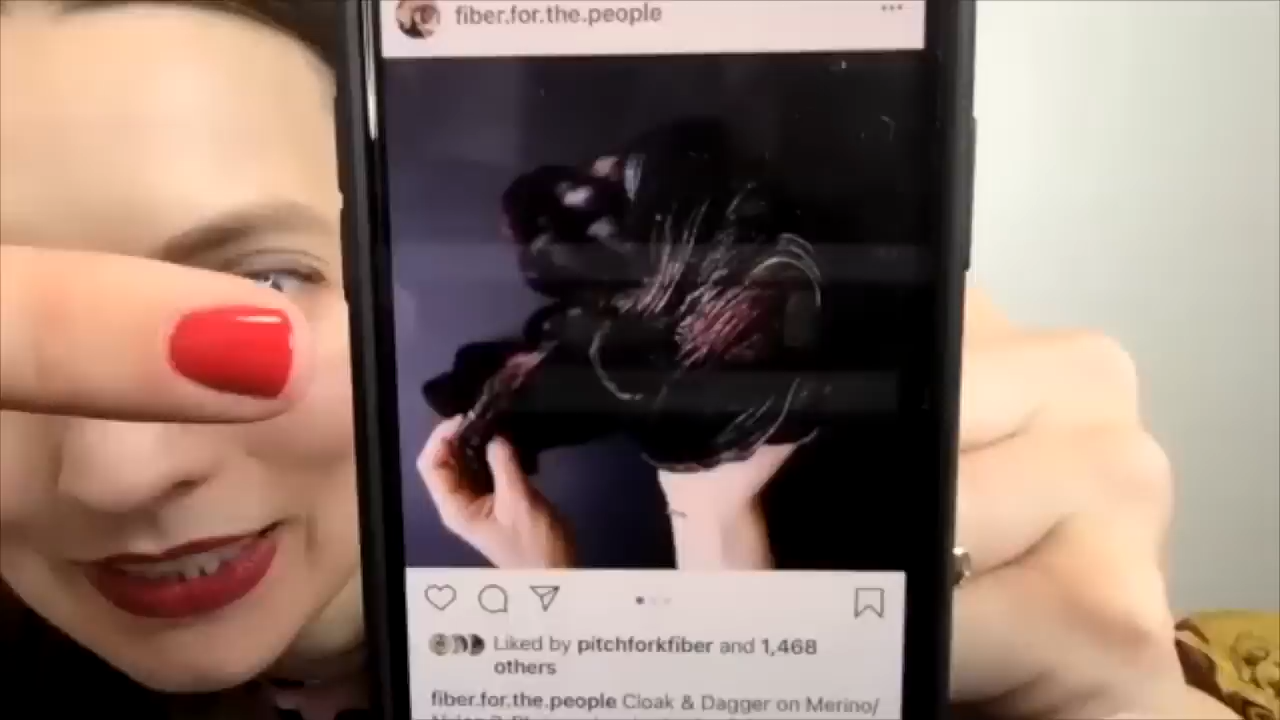 fiber.for.the.people
Liked by pitchforkfiber and 1,468
others
fiber.for.the.people Cloak & Dagger on Merino/